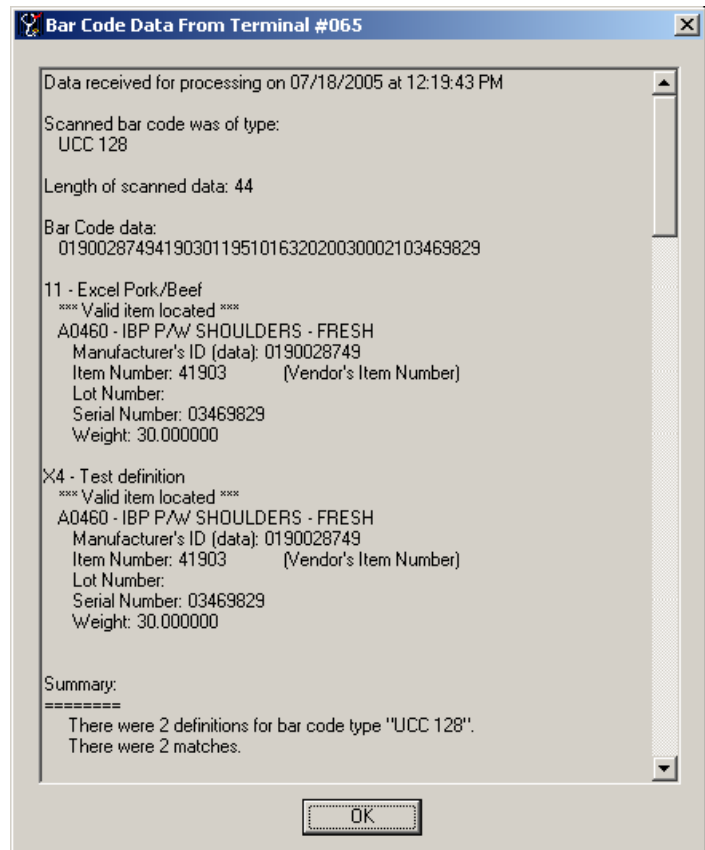 Bar Code Data From Terminal #065
Data received for processing on 07/18/2005 at 12:19:43 PM
Scanned bar code was of type:
UCC 128
Length of scanned data: 44
Bar Code data:
01900287494190301195101632020030002103469829
11 - Excel Pork/Beef
*** Valid item located ***
A0460 - IBP P/W SHOULDERS - FRESH
Manufacturer's ID (data): 0190028749
Item Number: 41903 (Vendor's Item Number)
Lot Number:
Serial Number: 03469829
Weight: 30.000000
X4 - Test definition
*** Valid item located ***
A0460 - IBP P/W SHOULDERS - FRESH
Manufacturer's ID (data): 0190028749
Item Number: 41903 (Vendor's Item Number)
Lot Number:
Serial Number: 03469829
Weight: 30.000000
Summary:
========
There were 2 definitions for bar code type "UCC 128".
There were 2 matches.
OK